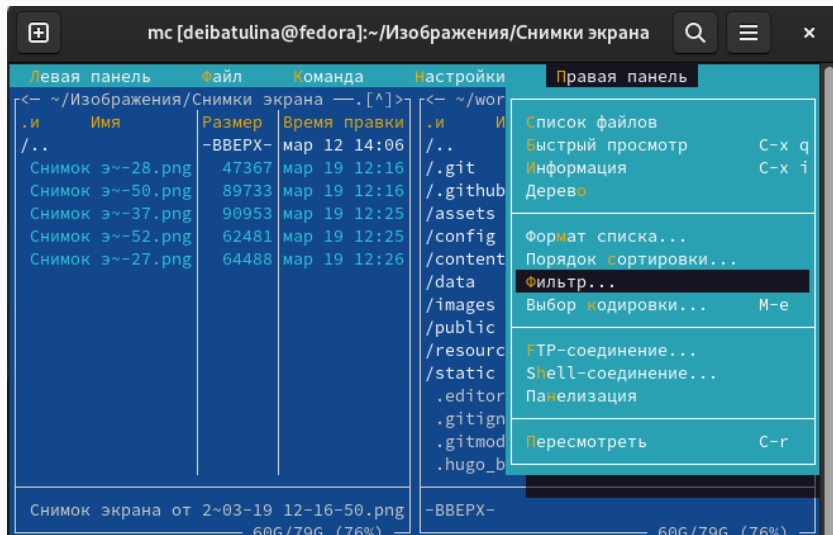 mc [deibatulina@fedora]:~/Изображения/Снимки экрана
Левая панель Файл Команда Настройки Правая панель
<— ~/Изображения/Снимки экрана ——.[^]>
.и Имя Размер Время правки
/.. -ВВЕРХ- мар 12 14:06
Снимок э~-28.png 47367 мар 19 12:16
Снимок э~-50.png 89733 мар 19 12:16
Снимок э~-37.png 90953 мар 19 12:25
Снимок э~-52.png 62481 мар 19 12:25
Снимок э~-27.png 64488 мар 19 12:26
Снимок экрана от 2~03-19 12-16-50.png
60G/79G (76%)
<— ~/wor
.и И
/..
/.git
/.github
/assets
/config
/content
/data
/images
/public
/resourc
/static
.editor
.gitign
.gitmod
.hugo_b
-ВВЕРХ-
60G/79G (76%)
Список файлов
Быстрый просмотр C-x q
Информация C-x i
Дерево
Формат списка...
Порядок сортировки...
Фильтр...
Выбор кодировки... M-e
FTP-соединение...
Shell-соединение...
Панелизация
Пересмотреть C-r